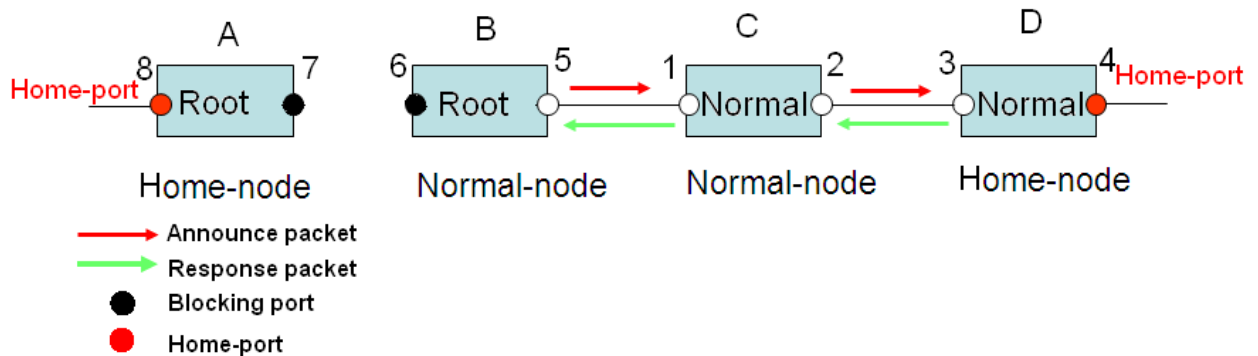 A B C D
8 7 6 5 1 2 3 4
Home-port Root Root Normal Normal Home-port
Home-node Normal-node Normal-node Home-node
Announce packet
Response packet
Blocking port
Home-port